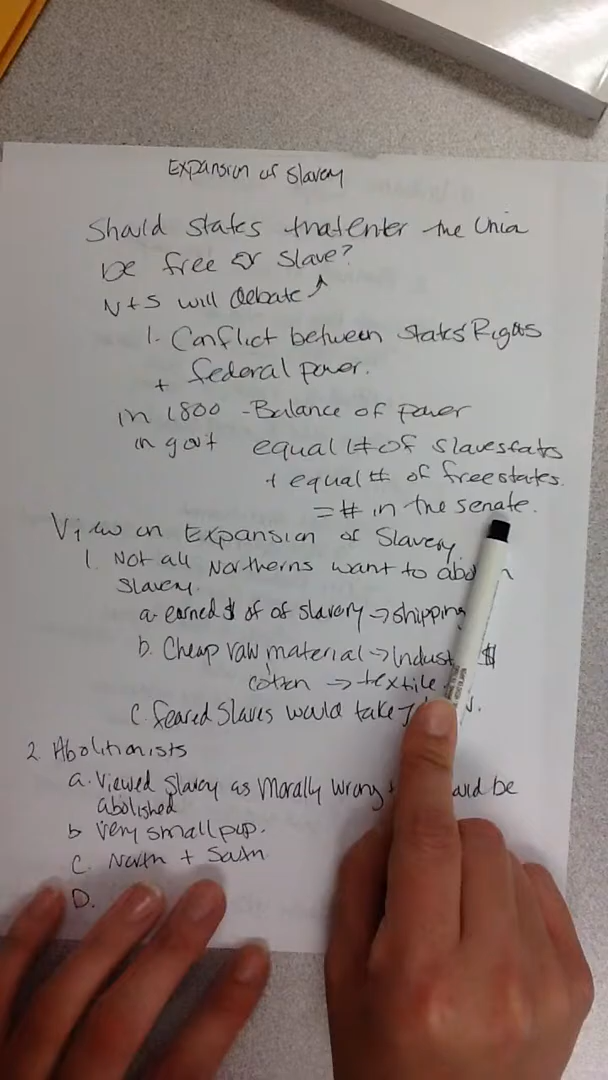 Expansion of Slavery
Should States that Enter the Union
be free or slave?
N + S will debate
1. Conflict between States' Rights
+ federal power.
in 1800 - Balance of power
in govt equal # of slave states
+ equal # of free states.
= # in the senate.
View on Expansion of Slavery
1. Not all Northerns want to
slavery.
a. earned $ of of slavery → shipping
b. Cheap raw material → Indust $
cotton → textile
C. Feared Slaves would take
2. Abolitionists
a. Viewed Slavery as Morally wrong be
abolished
b. Very small pop.
C. North + South
D.